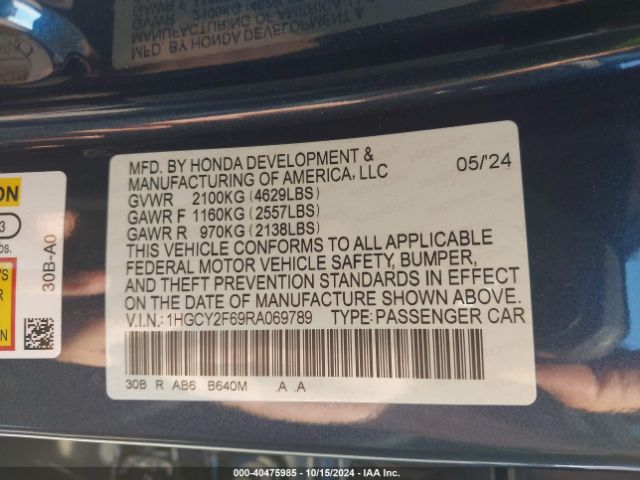 MFD. BY HONDA DEVELOPMENT &
MANUFACTURING OF AMERICA, LLC
05/'24
GVWR 2100KG (4629LBS)
GAWR F 1160KG (2557LBS)
GAWR R 970KG (2138LBS)
THIS VEHICLE CONFORMS TO ALL APPLICABLE
FEDERAL MOTOR VEHICLE SAFETY, BUMPER,
AND THEFT PREVENTION STANDARDS IN EFFECT
ON THE DATE OF MANUFACTURE SHOWN ABOVE.
V.I.N.: 1HGCY2F69RA069789 TYPE: PASSENGER CAR
30B R AB6 B640M .A .A
ION
3
bs.
30B-A0
000-40475985 - 10/15/2024 - IAA Inc.